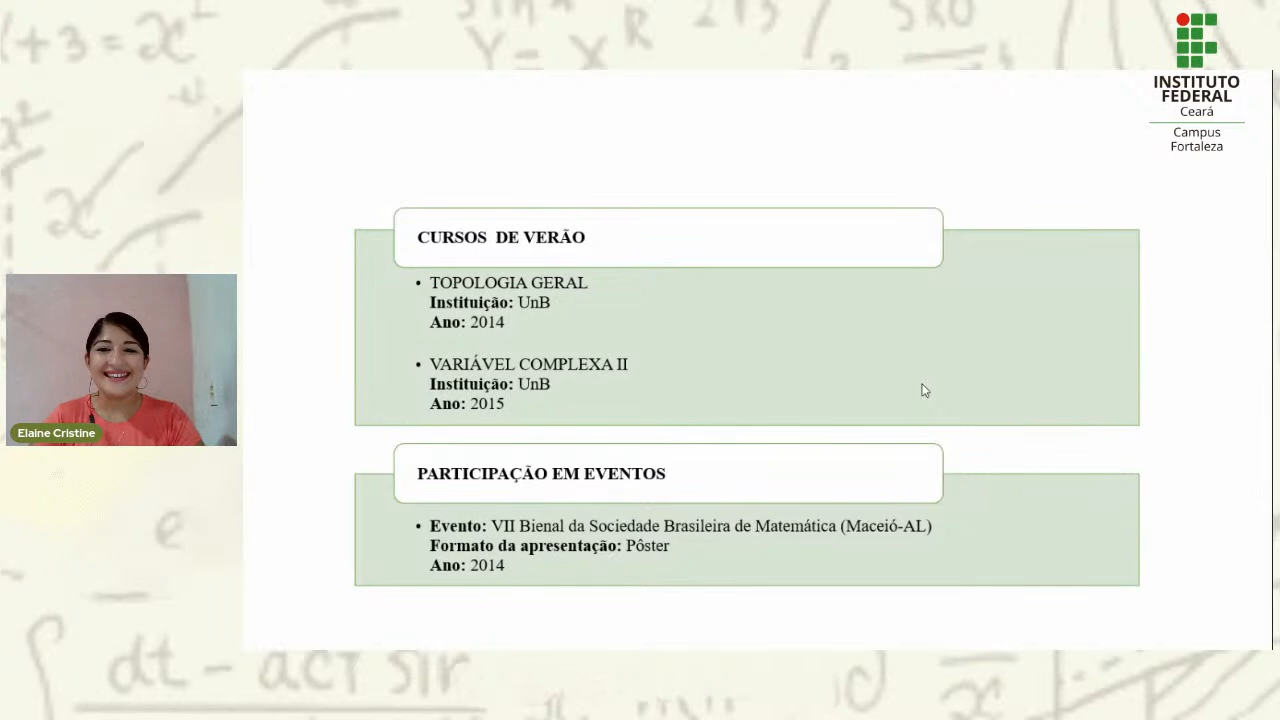 INSTITUTO
FEDERAL
Ceará
Campus
Fortaleza
CURSOS DE VERÃO
• TOPOLOGIA GERAL
Instituição: UnB
Ano: 2014
• VARIÁVEL COMPLEXA II
Instituição: UnB
Ano: 2015
Elaine Cristine
PARTICIPAÇÃO EM EVENTOS
• Evento: VII Bienal da Sociedade Brasileira de Matemática (Maceió-AL)
Formato da apresentação: Pôster
Ano: 2014